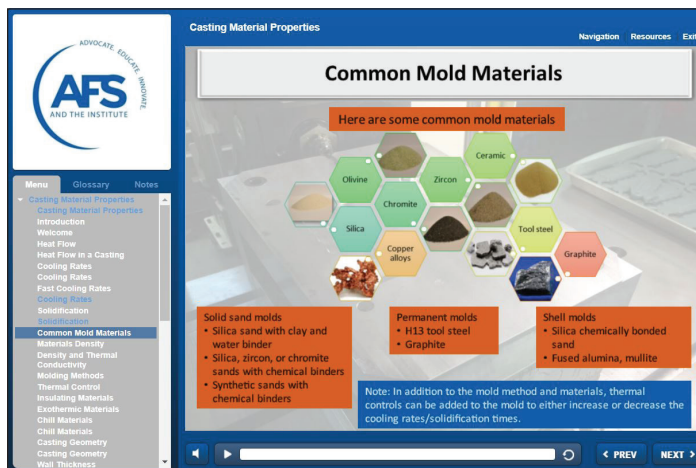 Casting Material Properties
Navigation Resources Exit
ADVOCATE, EDUCATE, INNOVATE
AFS
AND THE INSTITUTE
Menu Glossary Notes
Casting Material Properties
Casting Material Properties
Introduction
Welcome
Heat Flow
Heat Flow in a Casting
Cooling Rates
Cooling Rates
Fast Cooling Rates
Cooling Rates
Solidification
Solidification
Common Mold Materials
Materials Density
Density and Thermal
Conductivity
Molding Methods
Thermal Control
Insulating Materials
Exothermic Materials
Chill Materials
Chill Materials
Casting Geometry
Casting Geometry
Wall Thickness
Common Mold Materials
Here are some common mold materials
Ceramic
Olivine
Zircon
Chromite
Silica
Tool steel
Copper
alloys
Graphite
Solid sand molds
• Silica sand with clay and
water binder
• Silica, zircon, or chromite
sands with chemical binders
• Synthetic sands with
chemical binders
Permanent molds
• H13 tool steel
• Graphite
Shell molds
• Silica chemically bonded
sand
• Fused alumina, mullite
Note: In addition to the mold method and materials, thermal
controls can be added to the mold to either increase or decrease the
cooling rates/solidification times.
< PREV NEXT >